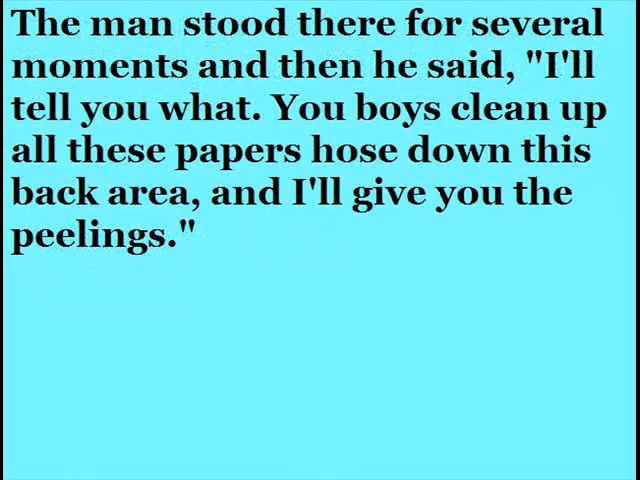 The man stood there for several
moments and then he said, "I'll
tell you what. You boys clean up
all these papers hose down this
back area, and I'll give you the
peelings."